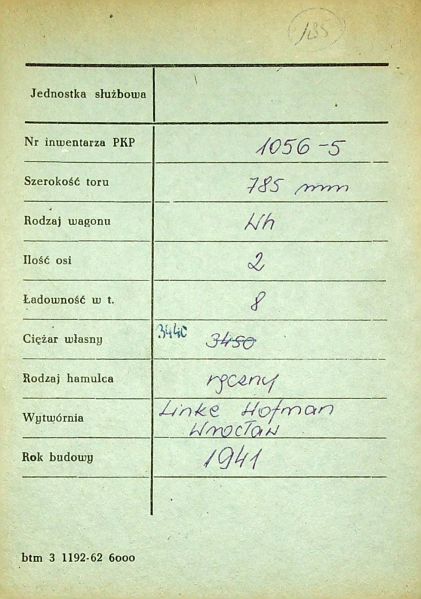 185
Jednostka służbowa
Nr inwentarza PKP 1056-5
Szerokość toru 785 mm
Rodzaj wagonu Wh
Ilość osi 2
Ładowność w t. 8
Ciężar własny 3440 3450
Rodzaj hamulca ręczny
Wytwórnia Linke Hofman
Wrocław
Rok budowy 1941
btm 3 1192-62 6000